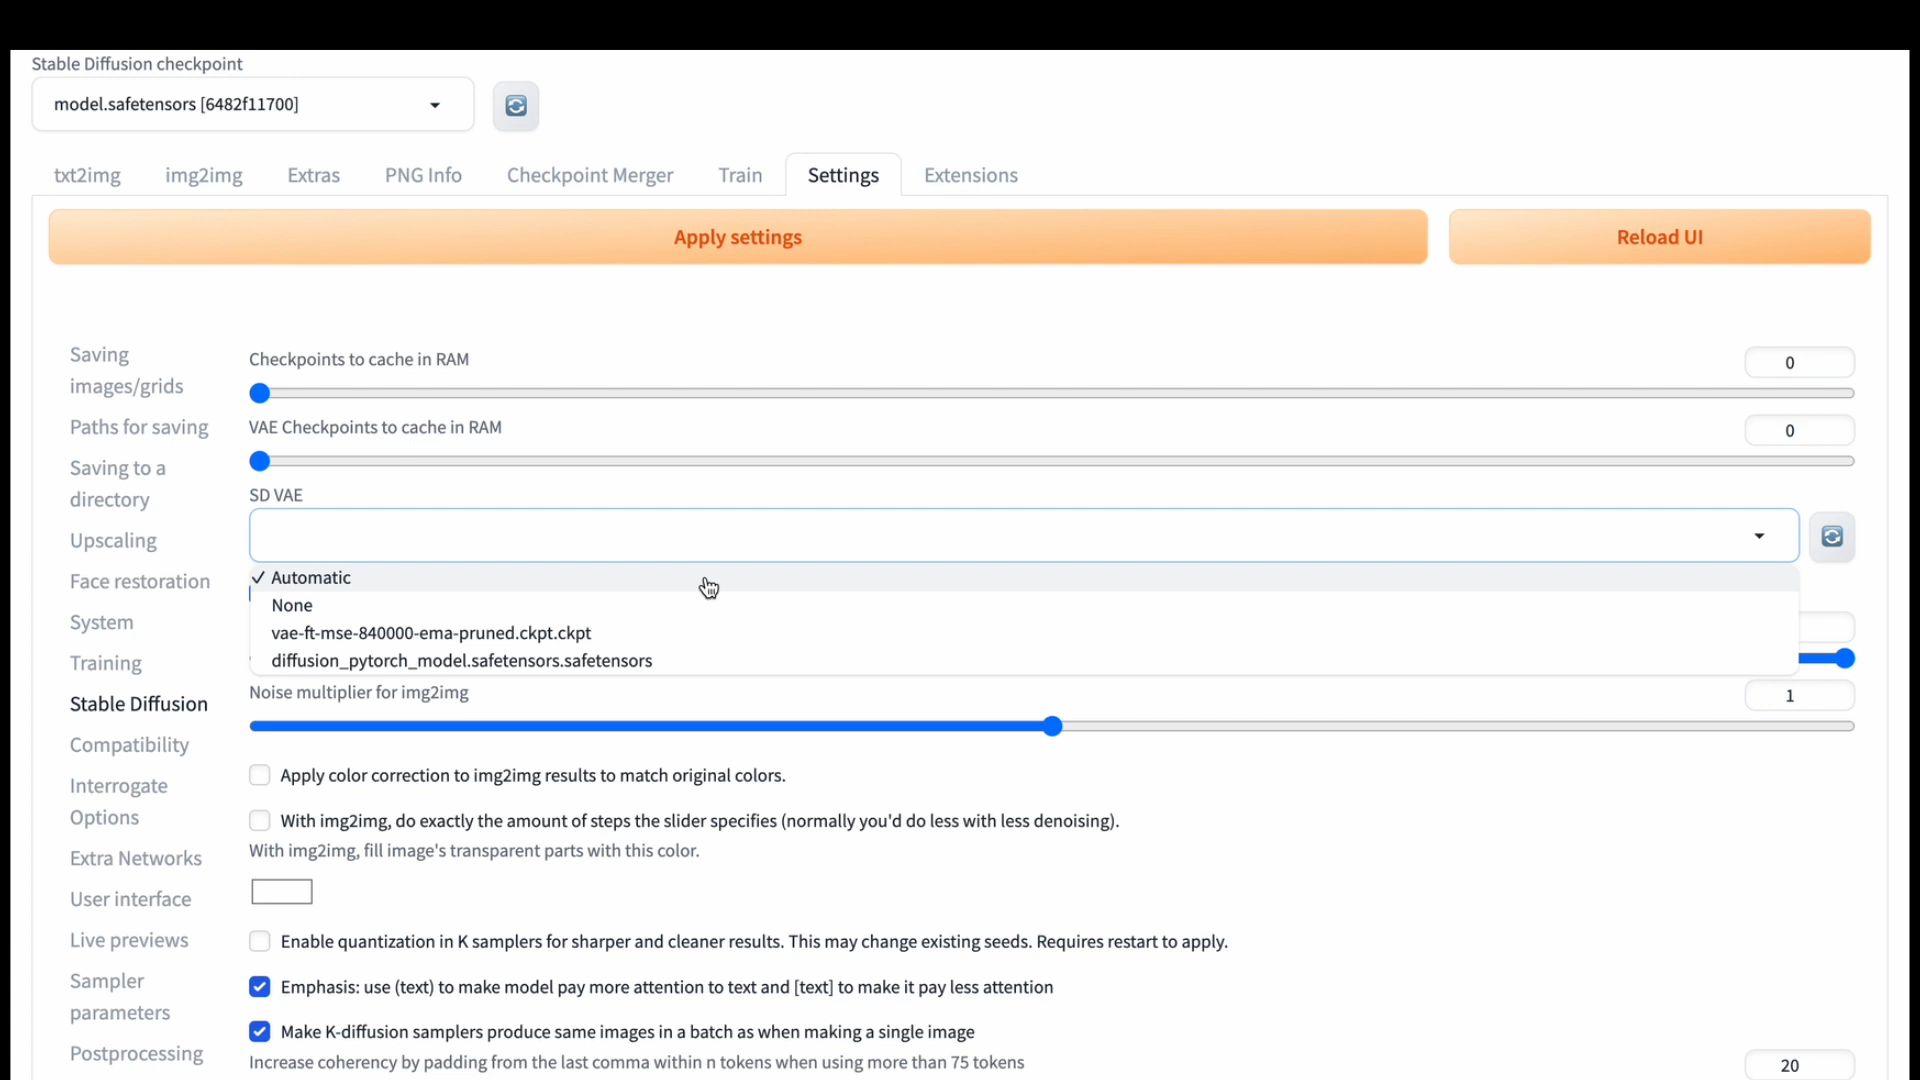 Stable Diffusion checkpoint
model.safetensors [6482f11700]
txt2img img2img Extras PNG Info Checkpoint Merger Train Settings Extensions
Apply settings Reload UI
Saving
images/grids
Paths for saving
Saving to a
directory
Upscaling
Face restoration
System
Training
Stable Diffusion
Compatibility
Interrogate
Options
Extra Networks
User interface
Live previews
Sampler
parameters
Postprocessing
Checkpoints to cache in RAM 0
VAE Checkpoints to cache in RAM 0
SD VAE
✓ Automatic
None
vae-ft-mse-840000-ema-pruned.ckpt.ckpt
diffusion_pytorch_model.safetensors.safetensors
Noise multiplier for img2img 1
Apply color correction to img2img results to match original colors.
With img2img, do exactly the amount of steps the slider specifies (normally you'd do less with less denoising).
With img2img, fill image's transparent parts with this color.
Enable quantization in K samplers for sharper and cleaner results. This may change existing seeds. Requires restart to apply.
Emphasis: use (text) to make model pay more attention to text and [text] to make it pay less attention
Make K-diffusion samplers produce same images in a batch as when making a single image
Increase coherency by padding from the last comma within n tokens when using more than 75 tokens 20